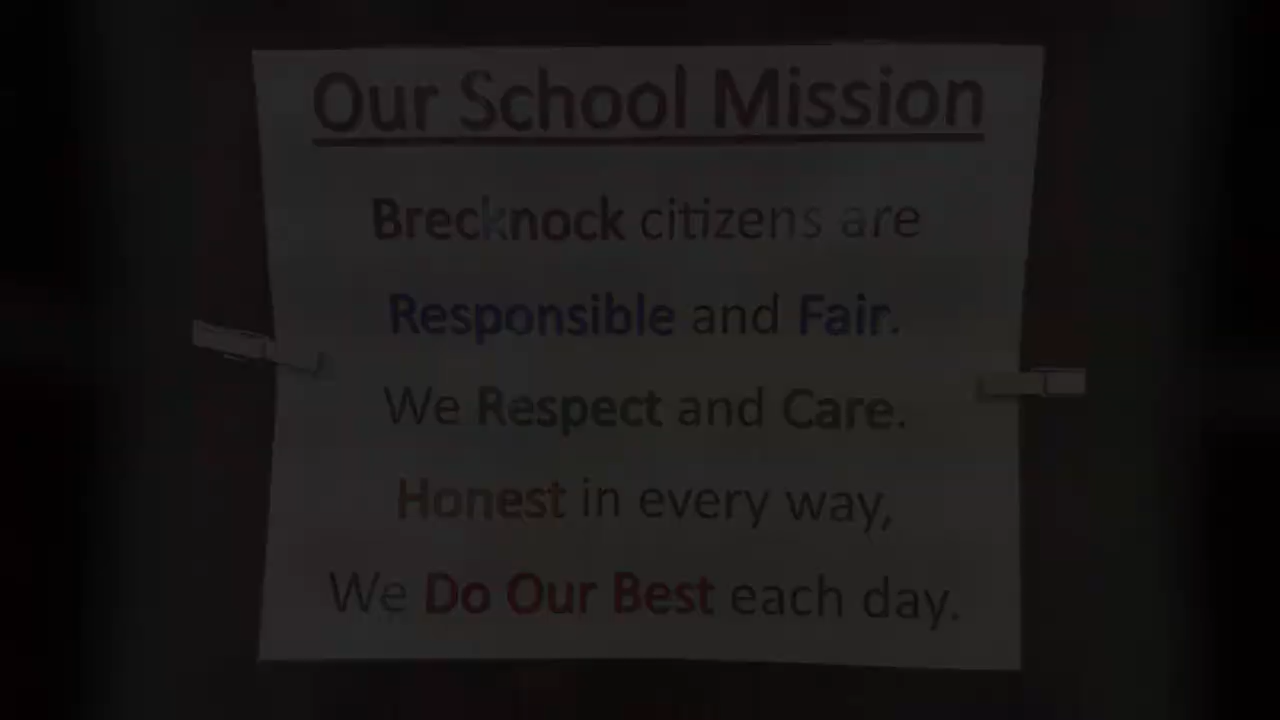 Our School Mission
Brecknock citizens are
Responsible and Fair.
We Respect and Care.
Honest in every way,
We Do Our Best each day.